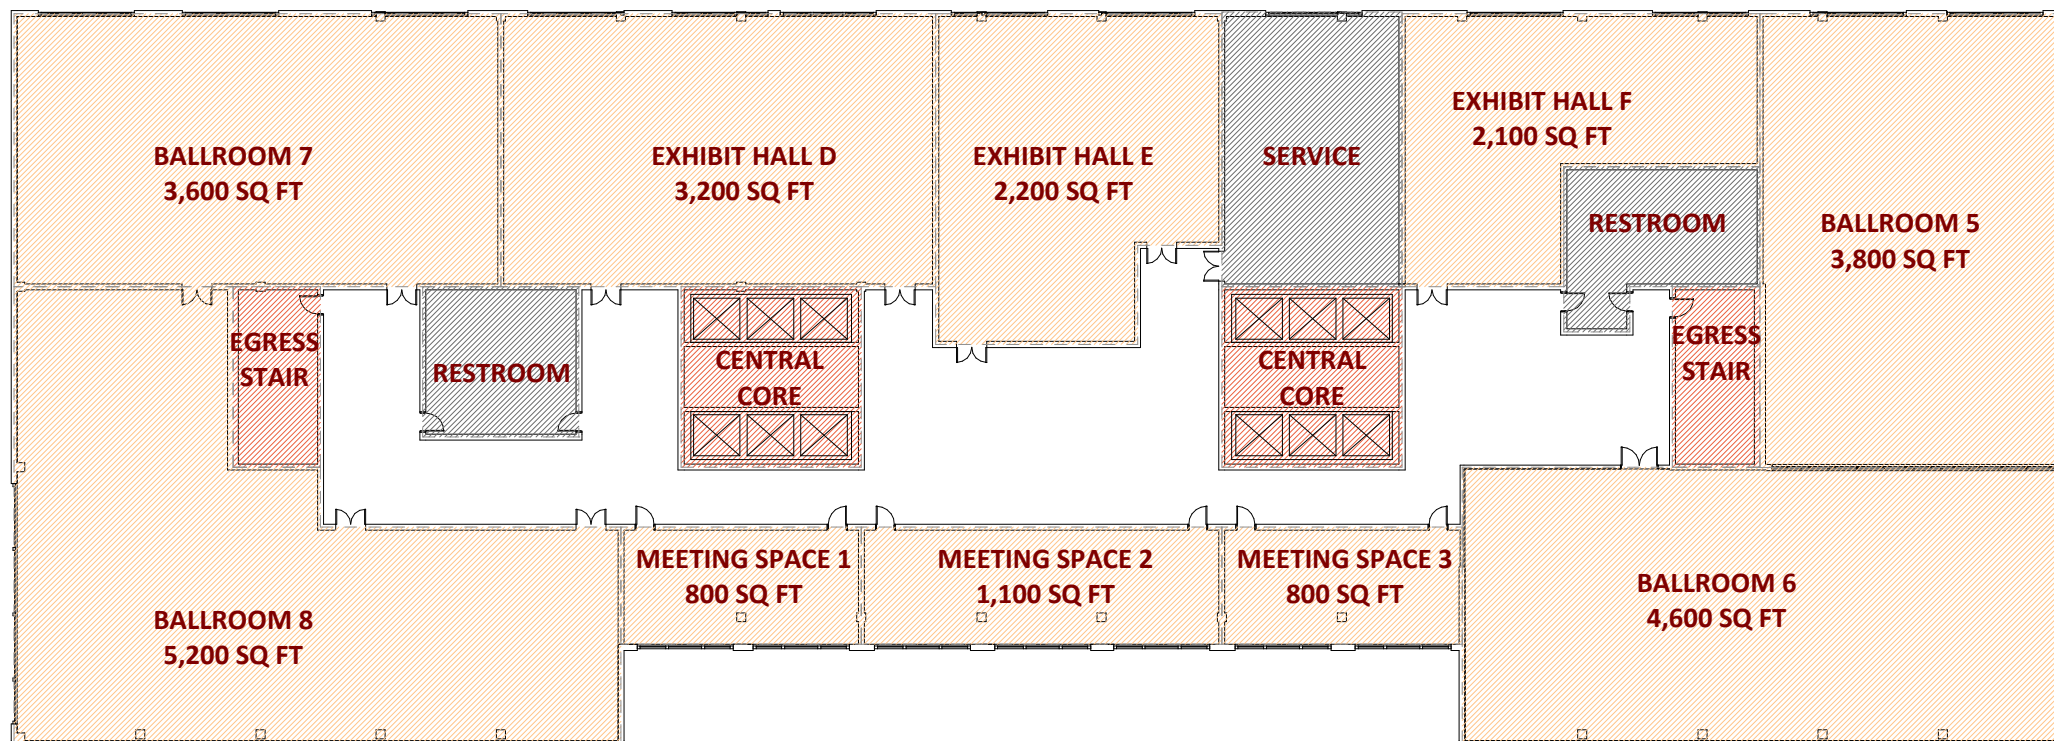 BALLROOM 7
3,600 SQ FT
EXHIBIT HALL D
3,200 SQ FT
EXHIBIT HALL E
2,200 SQ FT
SERVICE
EXHIBIT HALL F
2,100 SQ FT
RESTROOM
BALLROOM 5
3,800 SQ FT
EGRESS
STAIR
RESTROOM
CENTRAL
CORE
CENTRAL
CORE
EGRESS
STAIR
MEETING SPACE 1
800 SQ FT
MEETING SPACE 2
1,100 SQ FT
MEETING SPACE 3
800 SQ FT
BALLROOM 6
4,600 SQ FT
BALLROOM 8
5,200 SQ FT